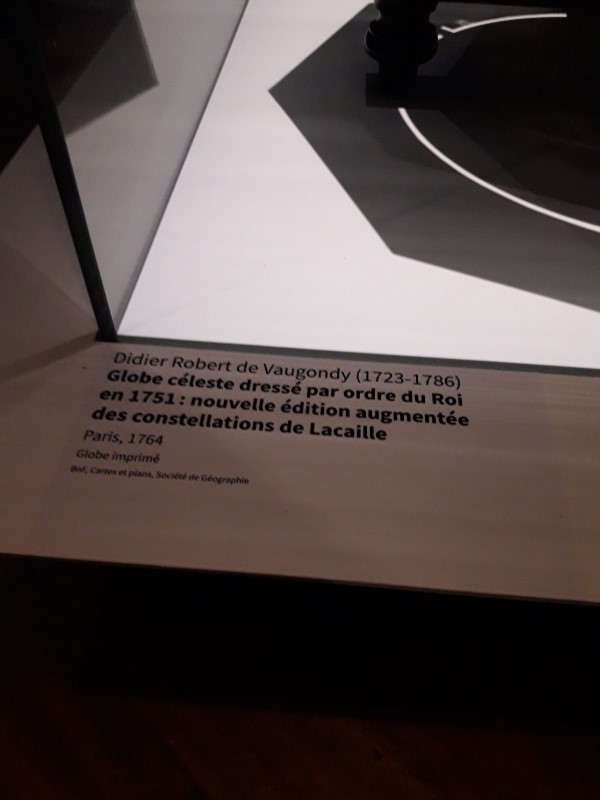 Didier Robert de Vaugondy (1723-1786)
Globe céleste dressé par ordre du Roi
en 1751 : nouvelle édition augmentée
des constellations de Lacaille
Paris, 1764
Globe imprimé
BnF, Cartes et plans, Société de Géographie